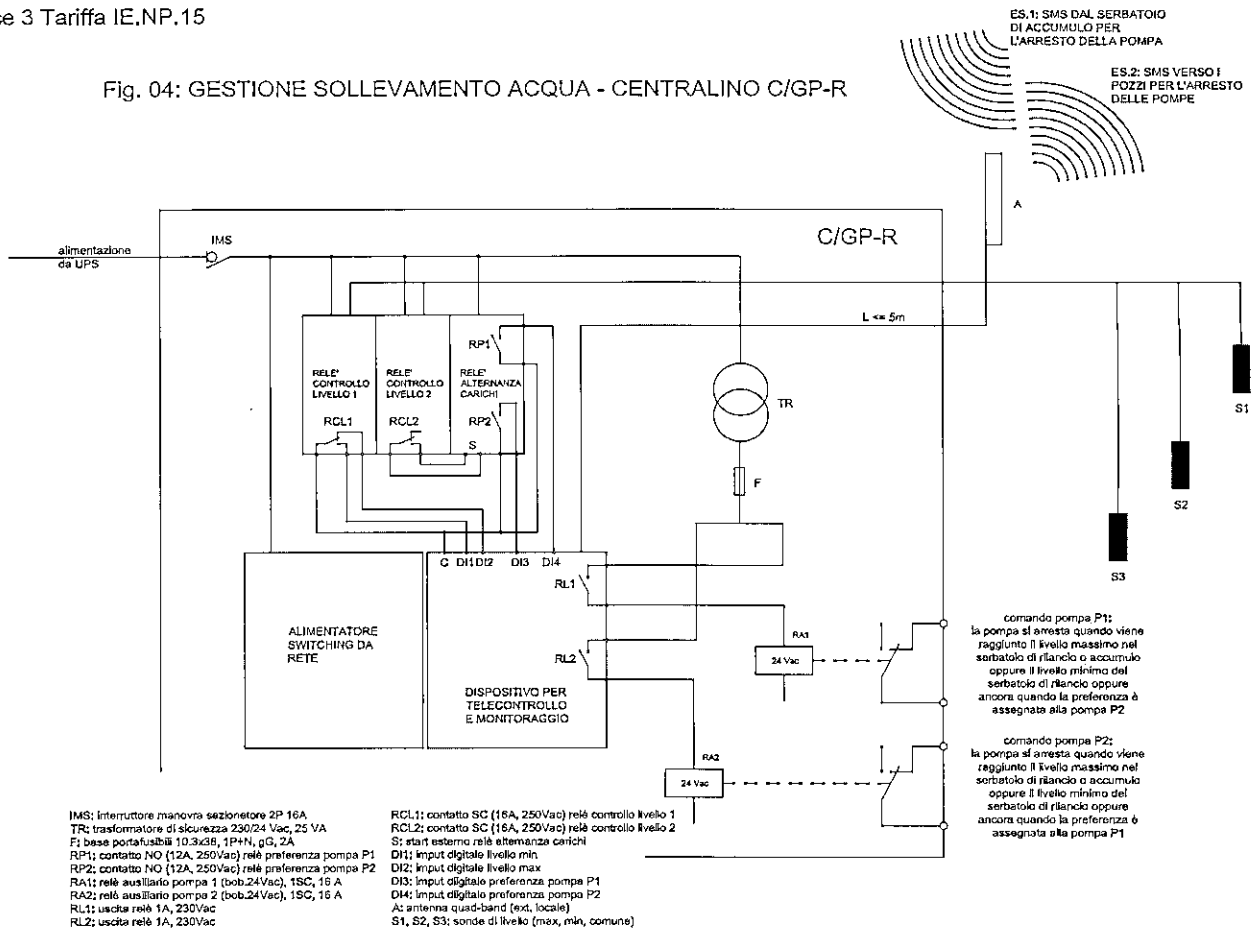 e 3 Tariffa IE.NP.15
Fig. 04: GESTIONE SOLLEVAMENTO ACQUA - CENTRALINO C/GP-R
ES.1: SMS DAL SERBATOIO
DI ACCUMULO PER
L'ARRESTO DELLA POMPA
ES.2: SMS VERSO I
POZZI PER L'ARRESTO
DELLE POMPE
A
C/GP-R
alimentazione
da UPS
IMS
L <= 5m
RELE'
CONTROLLO
LIVELLO 1
RELE'
CONTROLLO
LIVELLO 2
RELE'
ALTERNANZA
CARICHI
RP1
RP2
RCL1
RCL2
S
TR
F
S1
S2
S3
C DI1 DI2 DI3 DI4
RL1
RL2
ALIMENTATORE
SWITCHING DA
RETE
DISPOSITIVO PER
TELECONTROLLO
E MONITORAGGIO
RA1
24 Vac
RA2
24 Vac
comando pompa P1:
la pompa si arresta quando viene
raggiunto il livello massimo nel
serbatoio di rilancio o accumulo
oppure il livello minimo del
serbatoio di rilancio oppure
ancora quando la preferenza è
assegnata alla pompa P2
comando pompa P2:
la pompa si arresta quando viene
raggiunto il livello massimo nel
serbatoio di rilancio o accumulo
oppure il livello minimo del
serbatoio di rilancio oppure
ancora quando la preferenza è
assegnata alla pompa P1
IMS: interruttore manovra sezionatore 2P 16A
TR: trasformatore di sicurezza 230/24 Vac, 25 VA
F: base portafusibili 10.3x38, 1P+N, gG, 2A
RP1: contatto NO (12A, 250Vac) relè preferenza pompa P1
RP2: contatto NO (12A, 250Vac) relè preferenza pompa P2
RA1: relè ausiliario pompa 1 (bob.24Vac), 1SC, 16 A
RA2: relè ausiliario pompa 2 (bob.24Vac), 1SC, 16 A
RL1: uscita relè 1A, 230Vac
RL2: uscita relè 1A, 230Vac
RCL1: contatto SC (16A, 250Vac) relè controllo livello 1
RCL2: contatto SC (16A, 250Vac) relè controllo livello 2
S: start esterno relè alternanza carichi
DI1: imput digitale livello min
DI2: imput digitale livello max
DI3: imput digitale preferenza pompa P1
DI4: imput digitale preferenza pompa P2
A: antenna quad-band (ext. locale)
S1, S2, S3: sonde di livello (max, min, comune)